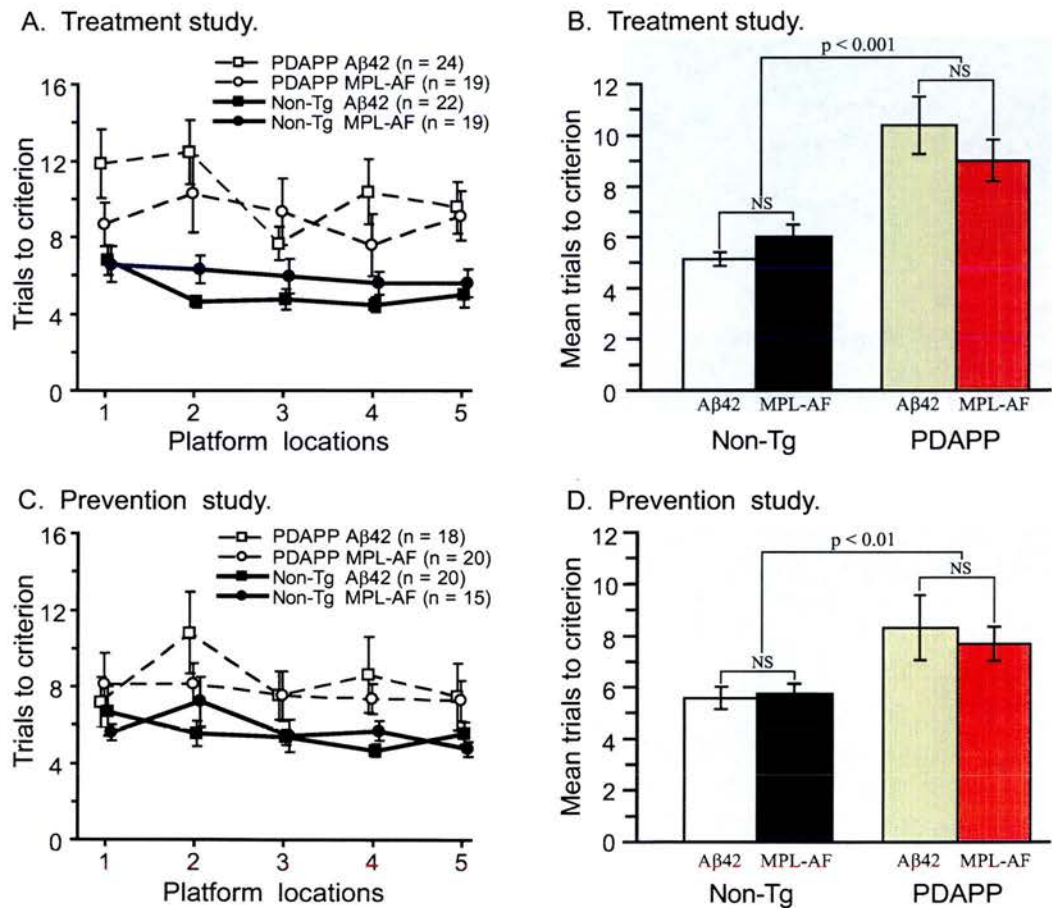 A. Treatment study.
PDAPP Aβ42 (n = 24)
PDAPP MPL-AF (n = 19)
Non-Tg Aβ42 (n = 22)
Non-Tg MPL-AF (n = 19)
Trials to criterion
16
12
8
4
0
1 2 3 4 5
Platform locations
B. Treatment study.
p < 0.001
NS
NS
Mean trials to criterion
12
10
8
6
4
2
0
Aβ42 MPL-AF Aβ42 MPL-AF
Non-Tg PDAPP
C. Prevention study.
PDAPP Aβ42 (n = 18)
PDAPP MPL-AF (n = 20)
Non-Tg Aβ42 (n = 20)
Non-Tg MPL-AF (n = 15)
Trials to criterion
16
12
8
4
0
1 2 3 4 5
Platform locations
D. Prevention study.
p < 0.01
NS
NS
Mean trials to criterion
12
10
8
6
4
2
0
Aβ42 MPL-AF Aβ42 MPL-AF
Non-Tg PDAPP